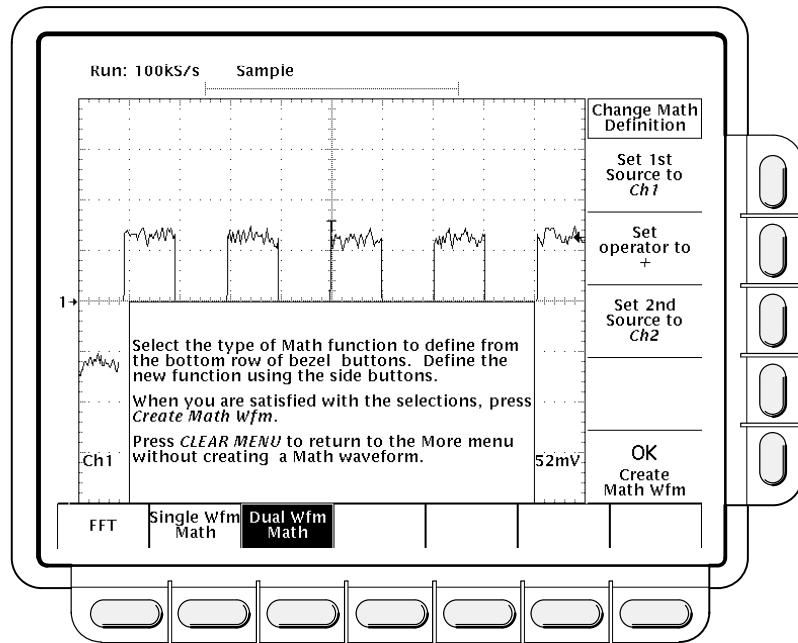 Run: 100kS/s Sample
Change Math
Definition
Set 1st
Source to
Ch1
Set
operator to
+
Set 2nd
Source to
Ch2
1
Select the type of Math function to define from
the bottom row of bezel buttons. Define the
new function using the side buttons.
When you are satisfied with the selections, press
Create Math Wfm.
Press CLEAR MENU to return to the More menu
without creating a Math waveform.
Ch1
52mV
OK
Create
Math Wfm
FFT
Single Wfm
Math
Dual Wfm
Math